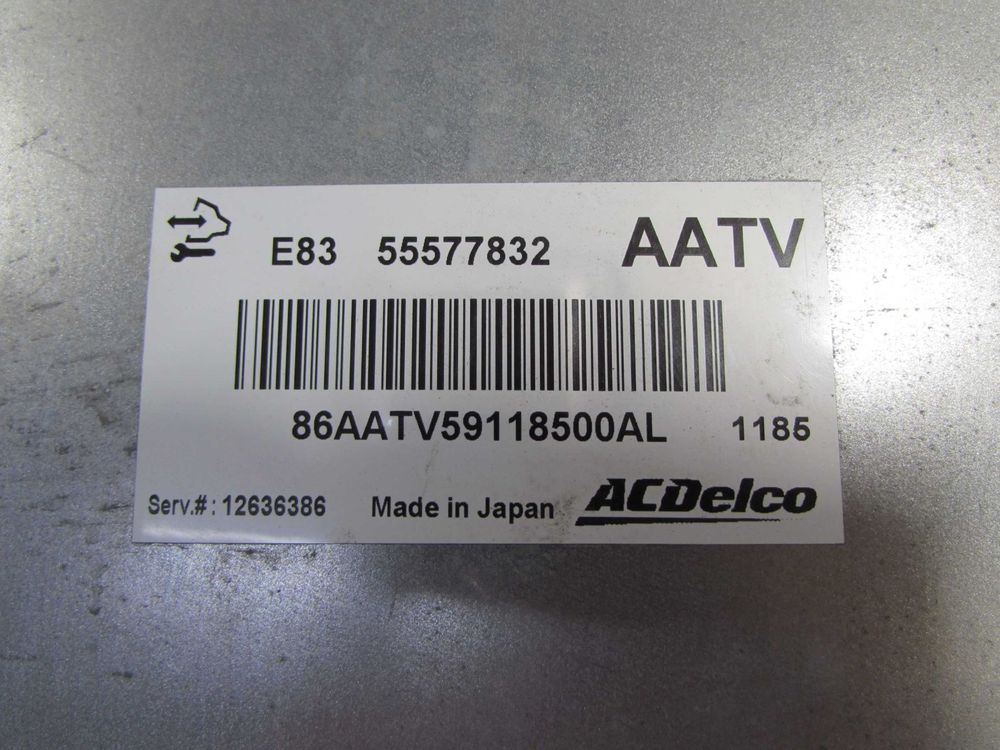 E83 55577832 AATV
86AATV59118500AL 1185
Serv.#: 12636386 Made in Japan ACDelco